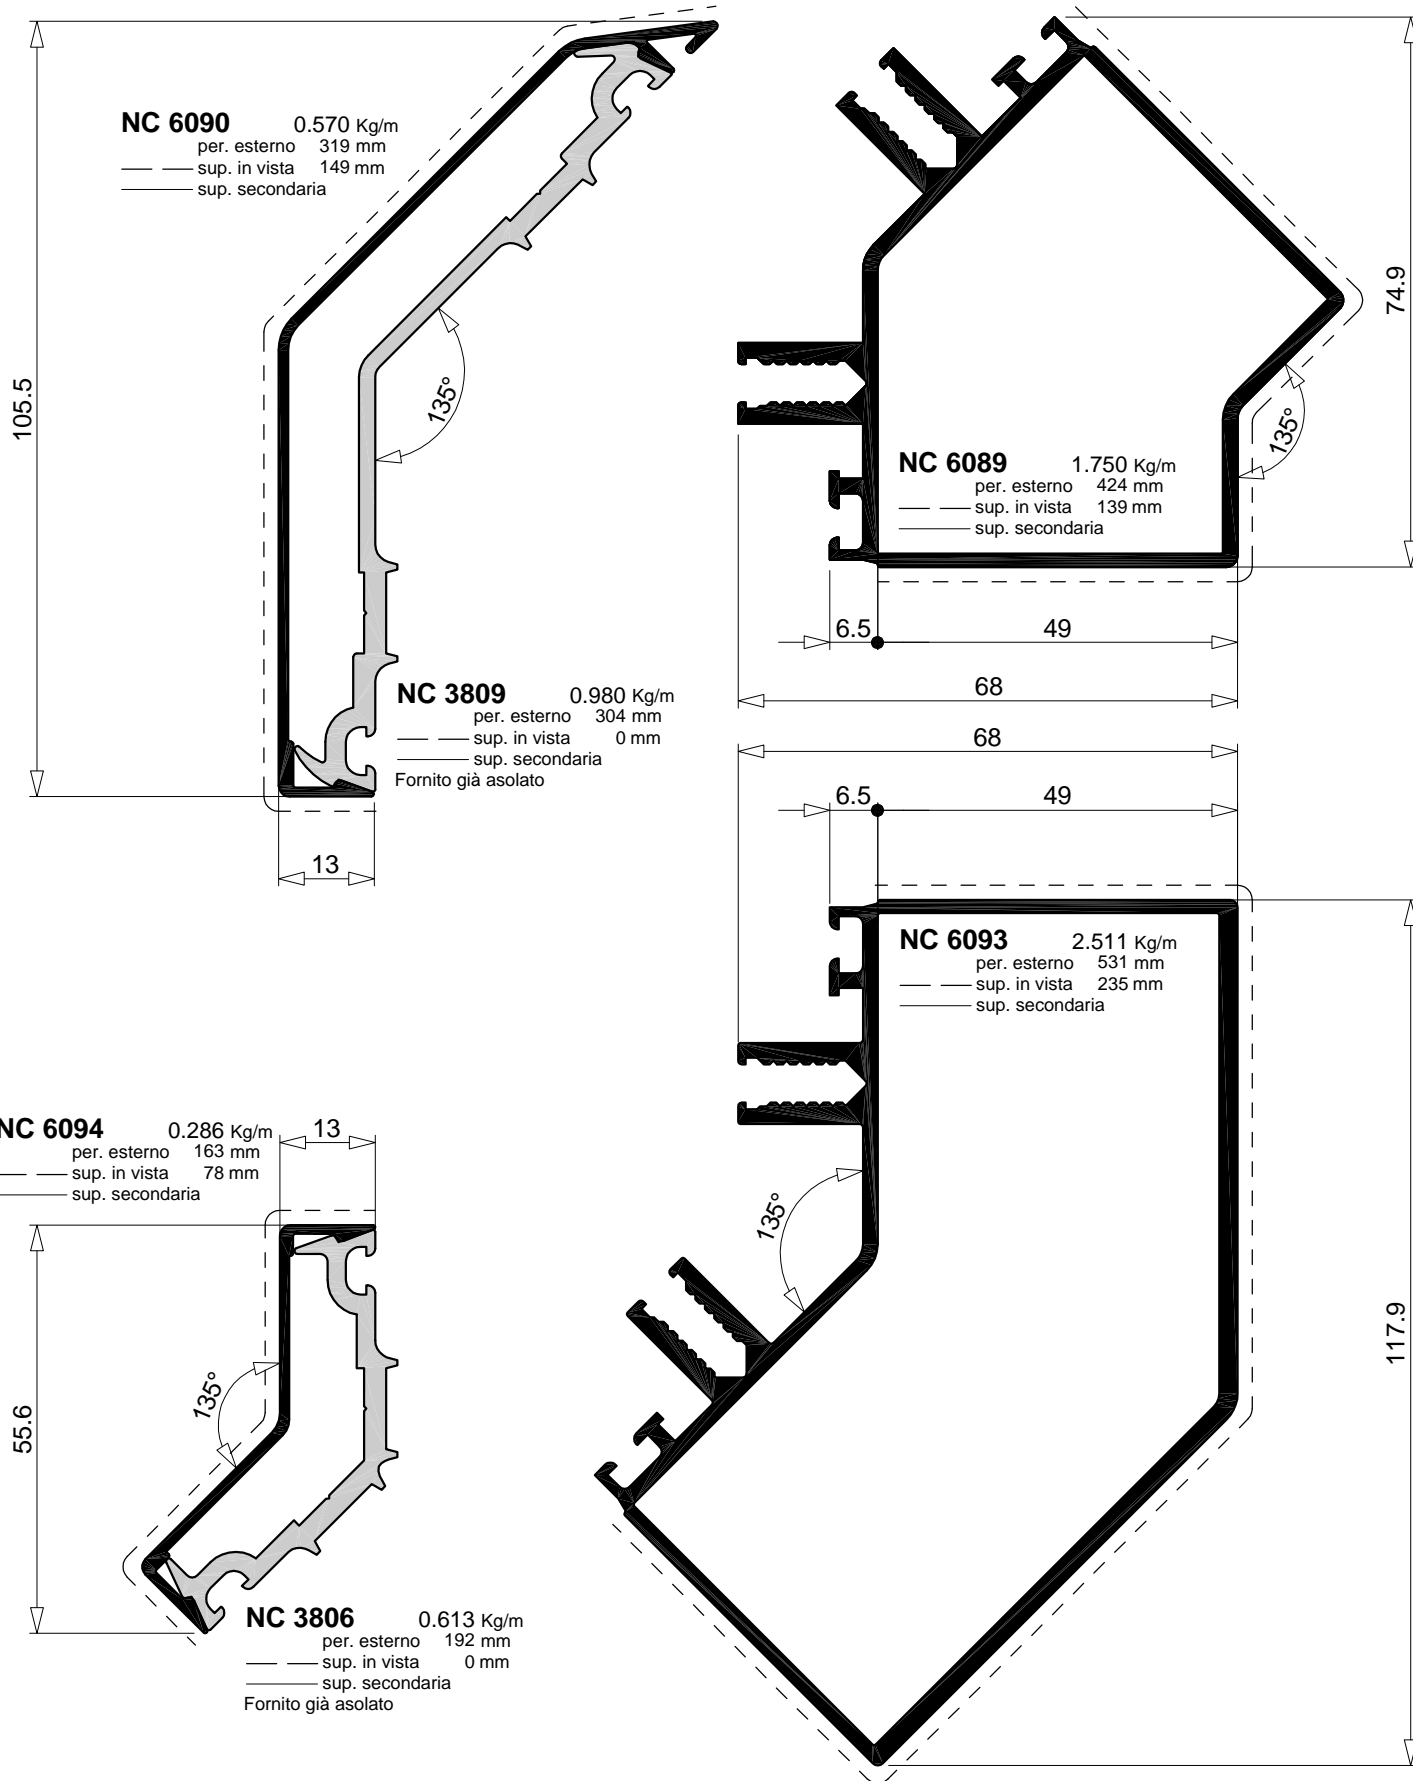 105.5
NC 6090 0.570 Kg/m
per. esterno 319 mm
sup. in vista 149 mm
sup. secondaria
135°
NC 3809 0.980 Kg/m
per. esterno 304 mm
sup. in vista 0 mm
sup. secondaria
Fornito già asolato
13
74.9
135°
NC 6089 1.750 Kg/m
per. esterno 424 mm
sup. in vista 139 mm
sup. secondaria
6.5 49
68
68
6.5 49
NC 6093 2.511 Kg/m
per. esterno 531 mm
sup. in vista 235 mm
sup. secondaria
135°
117.9
NC 6094 0.286 Kg/m
per. esterno 163 mm
sup. in vista 78 mm
sup. secondaria
13
135°
55.6
NC 3806 0.613 Kg/m
per. esterno 192 mm
sup. in vista 0 mm
sup. secondaria
Fornito già asolato